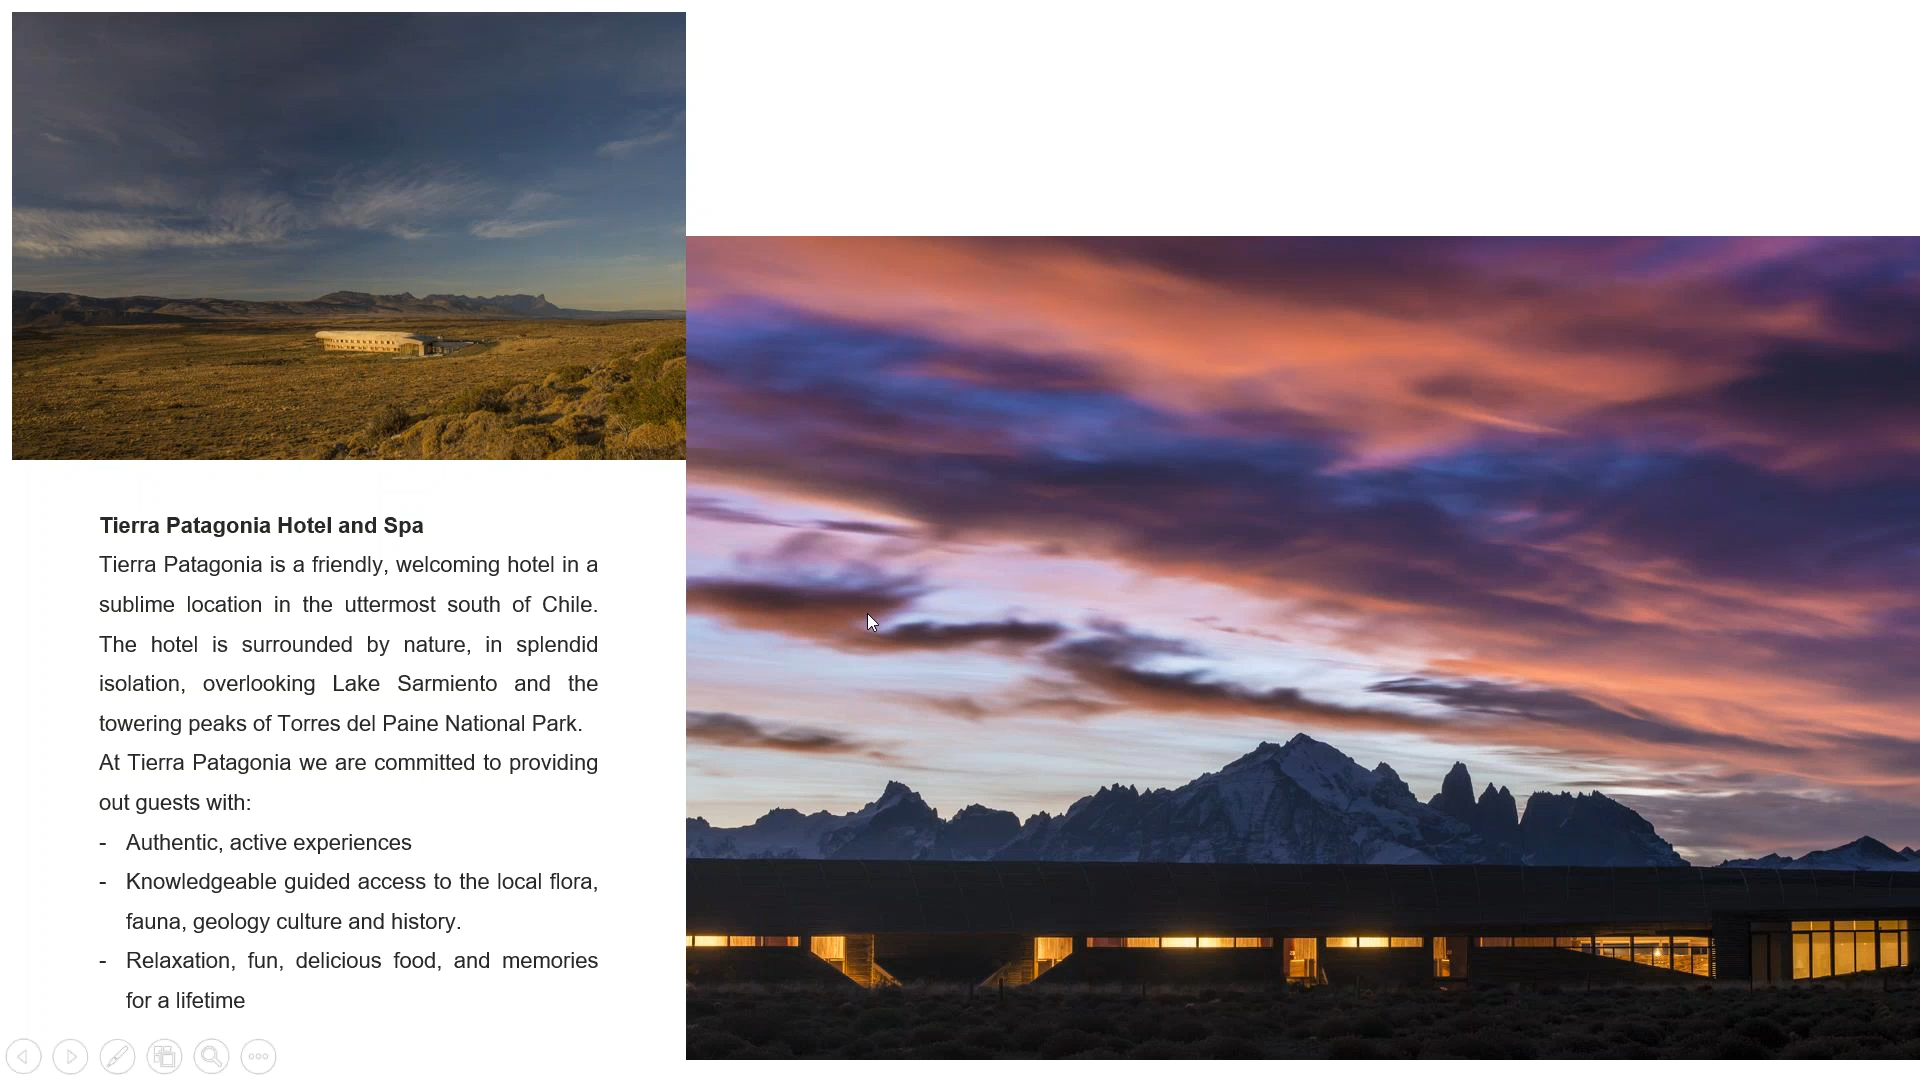 Tierra Patagonia Hotel and Spa
Tierra Patagonia is a friendly, welcoming hotel in a
sublime location in the uttermost south of Chile.
The hotel is surrounded by nature, in splendid
isolation, overlooking Lake Sarmiento and the
towering peaks of Torres del Paine National Park.
At Tierra Patagonia we are committed to providing
out guests with:
- Authentic, active experiences
- Knowledgeable guided access to the local flora,
fauna, geology culture and history.
- Relaxation, fun, delicious food, and memories
for a lifetime